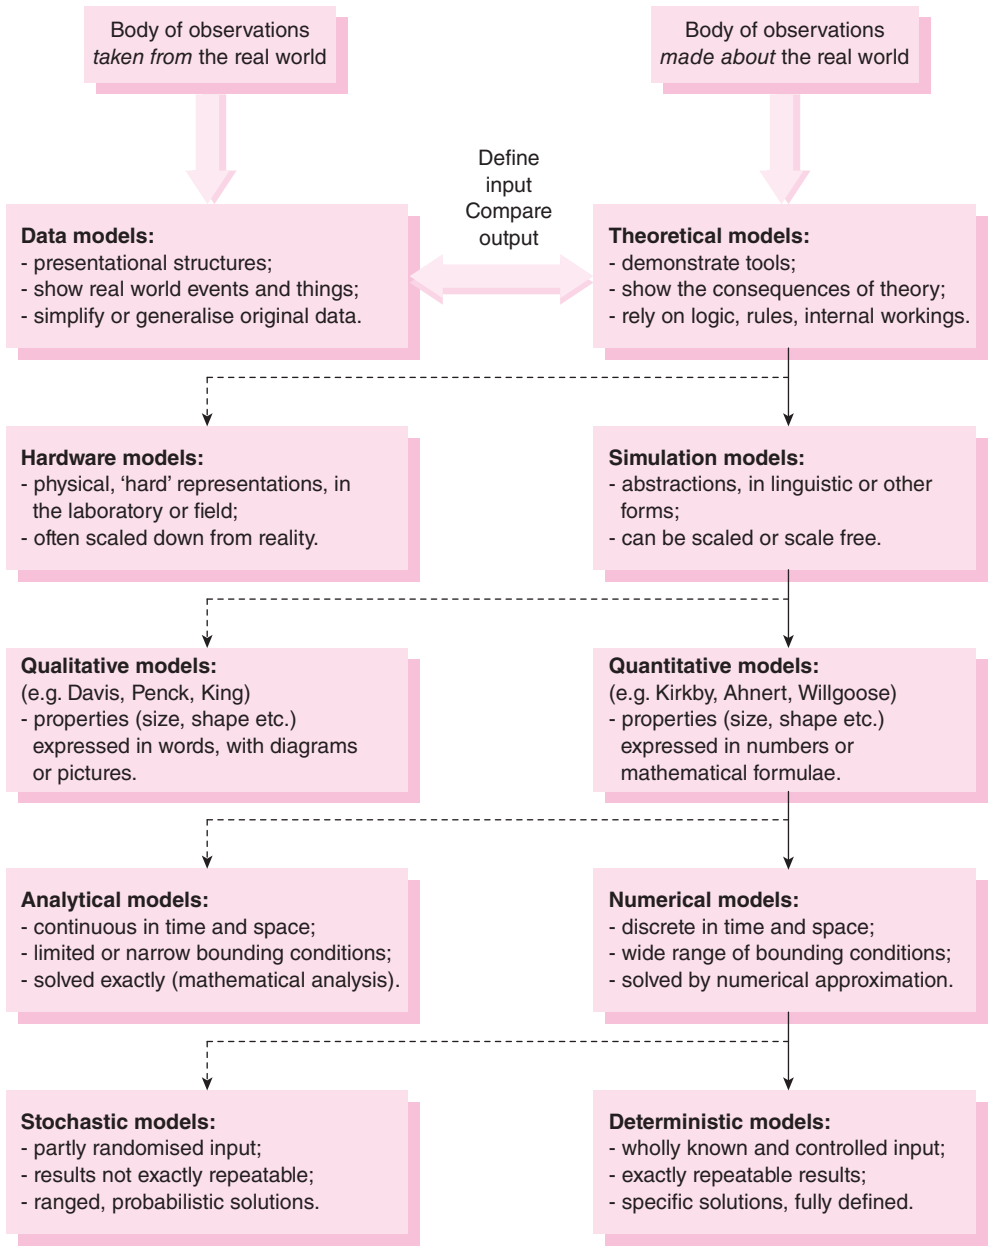 Body of observations
taken from the real world
Body of observations
made about the real world
Define
input
Compare
output
Data models:
- presentational structures;
- show real world events and things;
- simplify or generalise original data.
Theoretical models:
- demonstrate tools;
- show the consequences of theory;
- rely on logic, rules, internal workings.
Hardware models:
- physical, ‘hard’ representations, in
the laboratory or field;
- often scaled down from reality.
Simulation models:
- abstractions, in linguistic or other
forms;
- can be scaled or scale free.
Qualitative models:
(e.g. Davis, Penck, King)
- properties (size, shape etc.)
expressed in words, with diagrams
or pictures.
Quantitative models:
(e.g. Kirkby, Ahnert, Willgoose)
- properties (size, shape etc.)
expressed in numbers or
mathematical formulae.
Analytical models:
- continuous in time and space;
- limited or narrow bounding conditions;
- solved exactly (mathematical analysis).
Numerical models:
- discrete in time and space;
- wide range of bounding conditions;
- solved by numerical approximation.
Stochastic models:
- partly randomised input;
- results not exactly repeatable;
- ranged, probabilistic solutions.
Deterministic models:
- wholly known and controlled input;
- exactly repeatable results;
- specific solutions, fully defined.